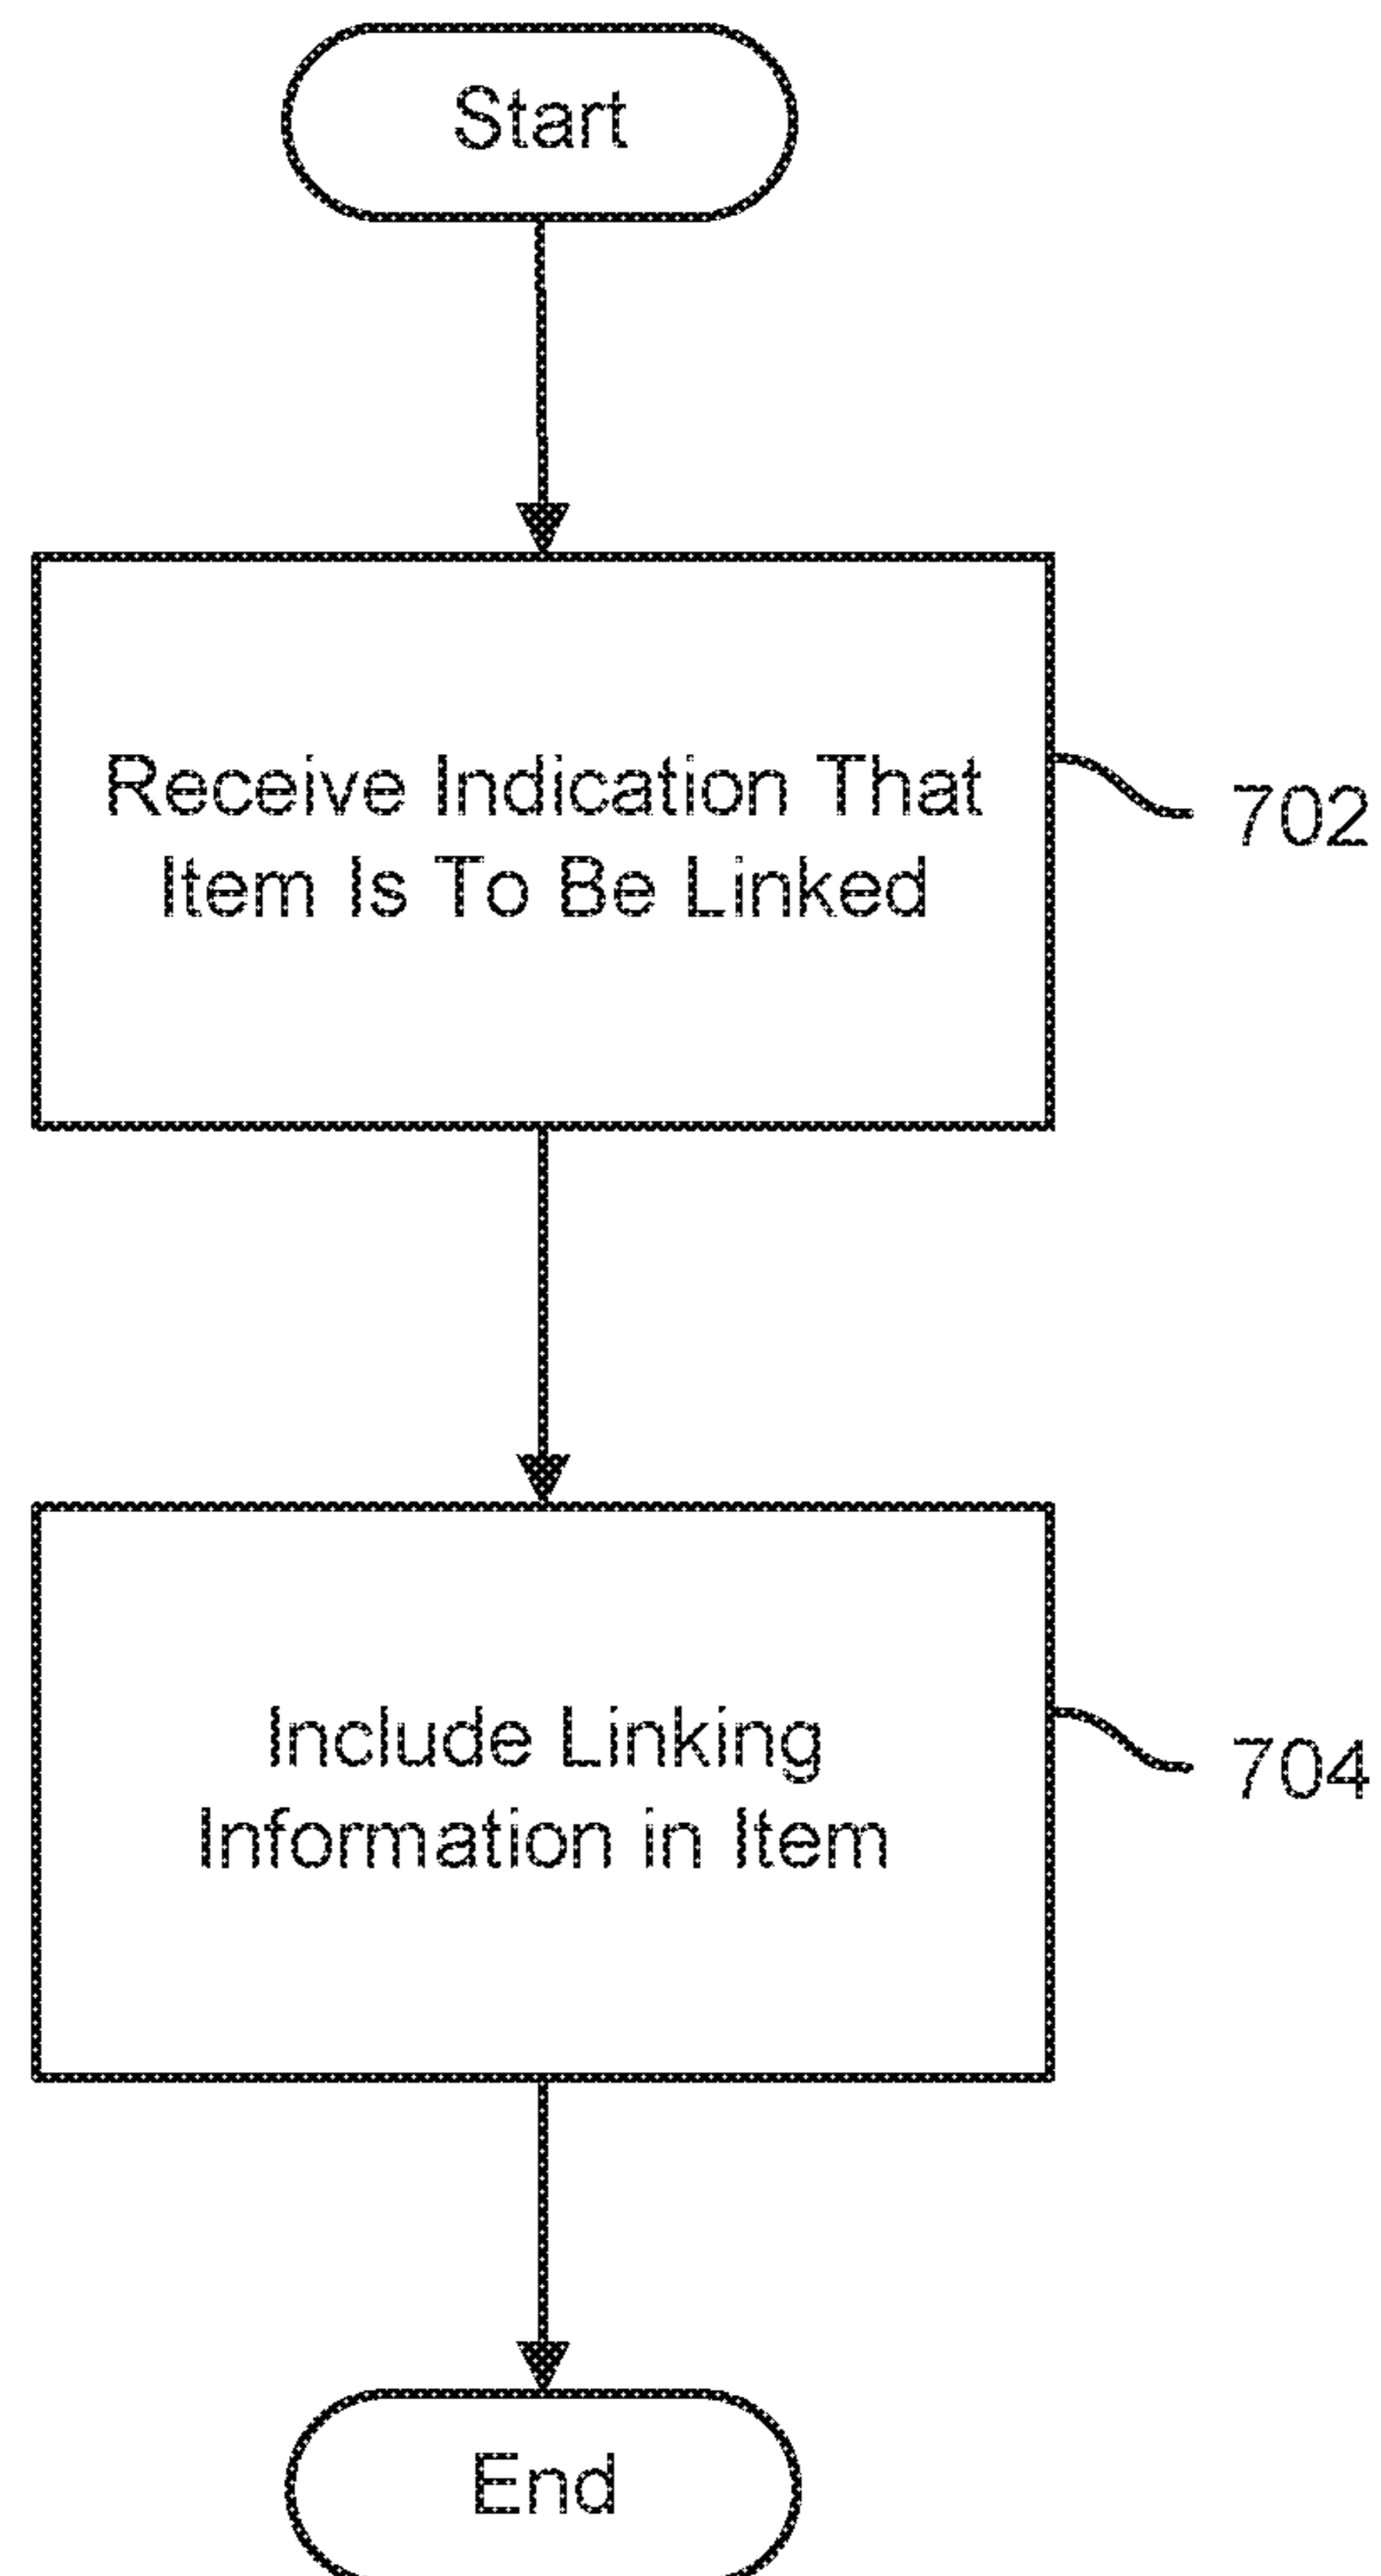 Start
Receive Indication That
Item Is To Be Linked
702
Include Linking
Information in Item
704
End